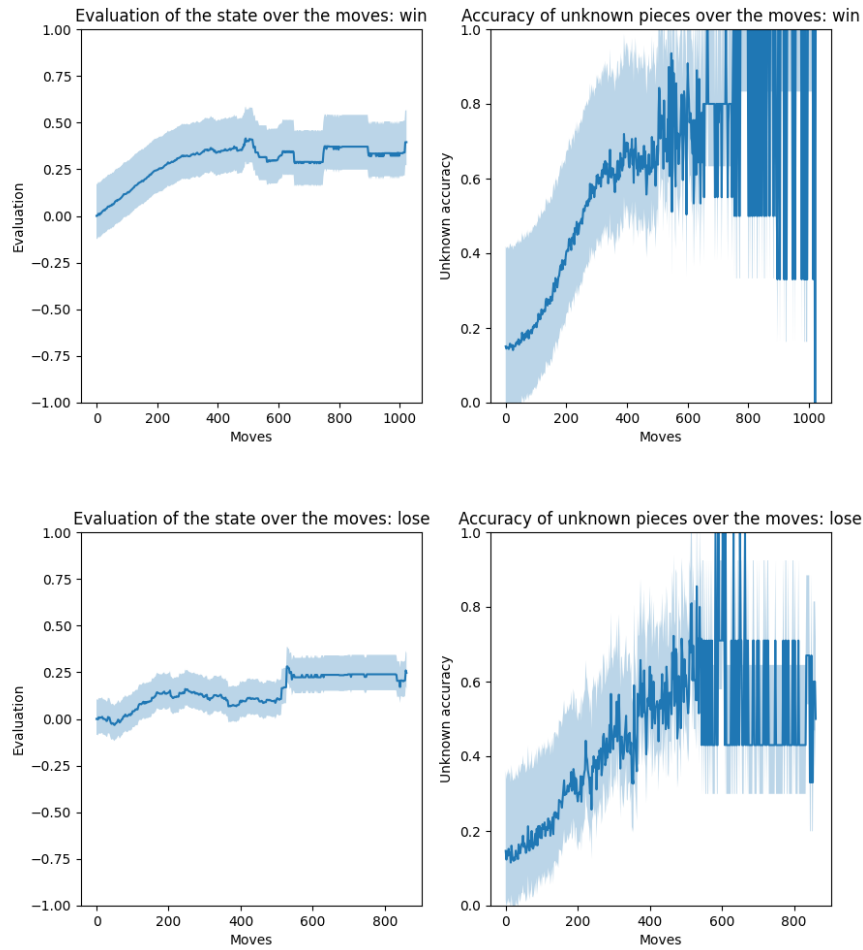 Evaluation of the state over the moves: win
1.00
0.75
0.50
0.25
0.00
−0.25
−0.50
−0.75
−1.00
Evaluation
0 200 400 600 800 1000
Moves
Accuracy of unknown pieces over the moves: win
1.0
0.8
0.6
0.4
0.2
0.0
Unknown accuracy
0 200 400 600 800 1000
Moves
Evaluation of the state over the moves: lose
1.00
0.75
0.50
0.25
0.00
−0.25
−0.50
−0.75
−1.00
Evaluation
0 200 400 600 800
Moves
Accuracy of unknown pieces over the moves: lose
1.0
0.8
0.6
0.4
0.2
0.0
Unknown accuracy
0 200 400 600 800
Moves